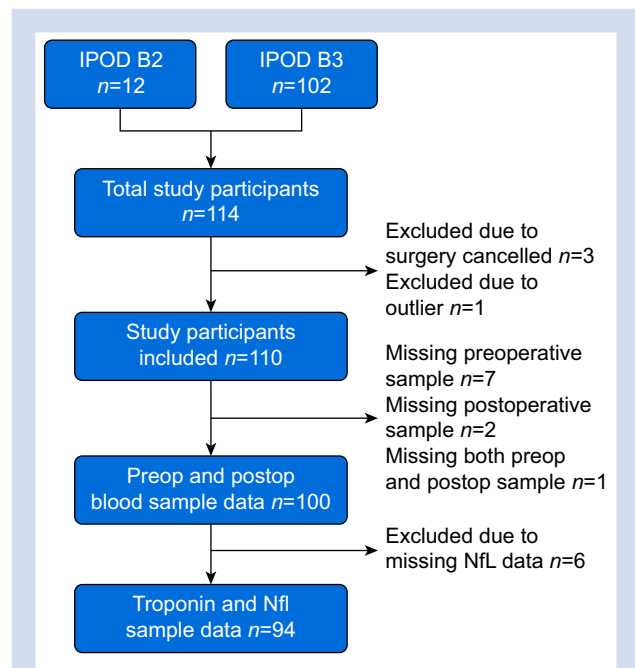 IPOD B2
n=12
IPOD B3
n=102
Total study participants
n=114
Excluded due to
surgery cancelled n=3
Excluded due to
outlier n=1
Study participants
included n=110
Missing preoperative
sample n=7
Missing postoperative
sample n=2
Missing both preop
and postop sample n=1
Preop and postop
blood sample data n=100
Excluded due to
missing NfL data n=6
Troponin and Nfl
sample data n=94